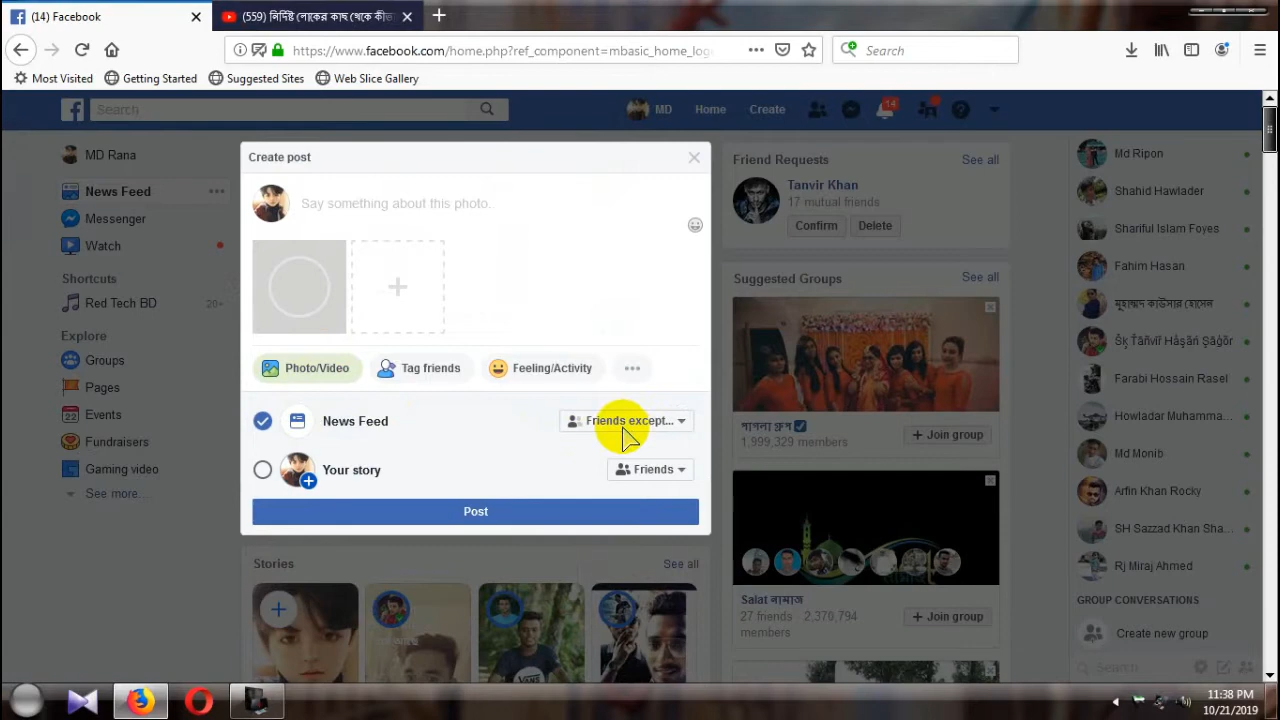 (14) Facebook
(559) নির্দিষ্ট লোকের কাছ থেকে কীভা
https://www.facebook.com/home.php?ref_component=mbasic_home_log
Search
Most Visited
Getting Started
Suggested Sites
Web Slice Gallery
Search
MD
Home
Create
14
MD Rana
News Feed
Messenger
Watch
Shortcuts
Red Tech BD
20+
Explore
Groups
Pages
Events
Fundraisers
Gaming video
See more...
Create post
Say something about this photo..
Photo/Video
Tag friends
Feeling/Activity
News Feed
Friends except...
Your story
Friends
Post
Stories
See all
Friend Requests
See all
Tanvir Khan
17 mutual friends
Confirm
Delete
Suggested Groups
See all
1,999,329 members
+ Join group
Salat নামাজ
27 friends · 2,370,794
members
+ Join group
Md Ripon
Shahid Hawlader
Shariful Islam Foyes
Fahim Hasan
মুহাম্মদ কাউসার হোসেন
Farabi Hossain Rasel
Howladar Muhamma...
Md Monib
Arfin Khan Rocky
SH Sazzad Khan Sha...
Rj Miraj Ahmed
GROUP CONVERSATIONS
Create new group
Search
11:38 PM
10/21/2019